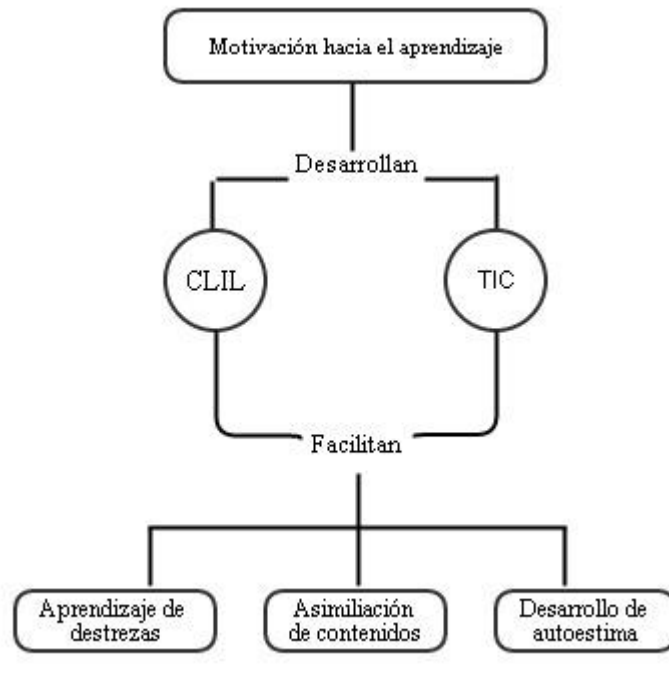 Motivación hacia el aprendizaje
Desarrollan
CLIL
TIC
Facilitan
Aprendizaje de
destrezas
Asimiliación
de contenidos
Desarrollo de
autoestima